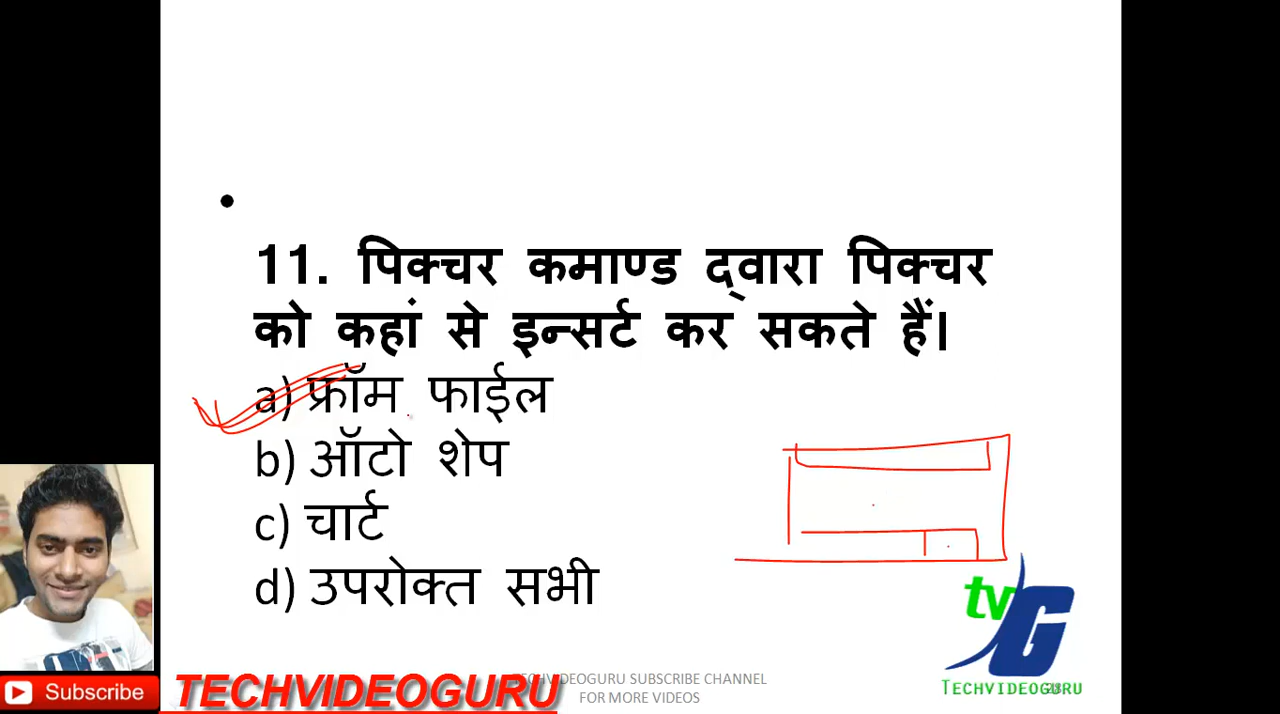 11. पिक्चर कमाण्ड द्‌वारा पिक्चर
को कहां से इन्सर्ट कर सकते हैं।
a) फ्रॉम फाईल
b) ऑटो शेप
c) चार्ट
d) उपरोक्त सभी
tvG
TECHVIDEOGURU
Subscribe
TECHVIDEOGURU
TECHVIDEOGURU SUBSCRIBE CHANNEL
FOR MORE VIDEOS